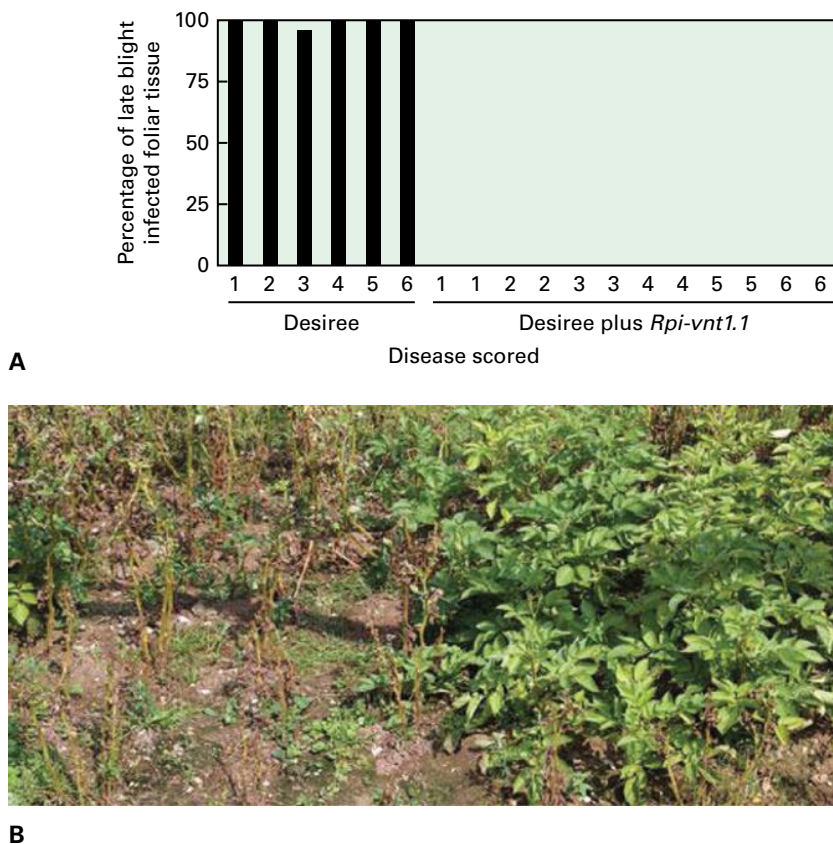 Percentage of late blight
infected foliar tissue
100
75
50
25
0
1 2 3 4 5 6 1 1 2 2 3 3 4 4 5 5 6 6
Desiree Desiree plus Rpi-vnt1.1
Disease scored
A
B